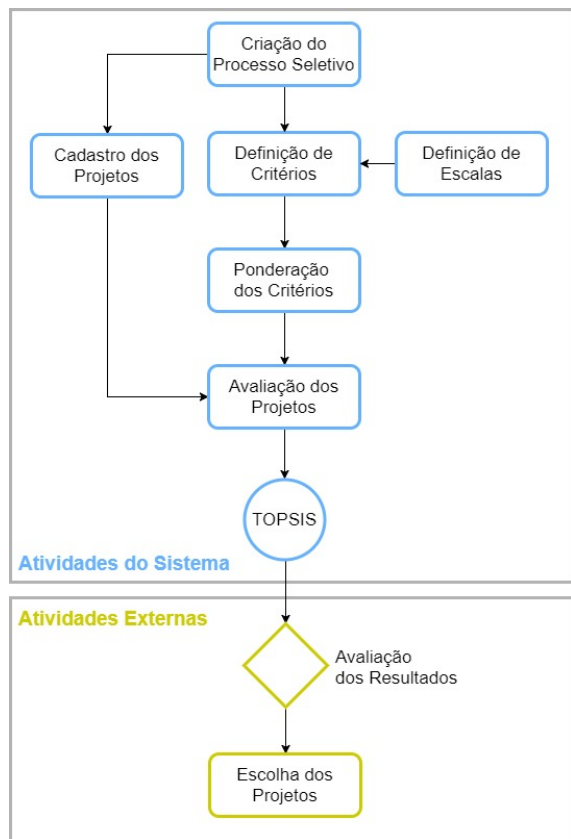 Criação do
Processo Seletivo
Cadastro dos
Projetos
Definição de
Critérios
Definição de
Escalas
Ponderação
dos Critérios
Avaliação dos
Projetos
TOPSIS
Atividades do Sistema
Atividades Externas
Avaliação
dos Resultados
Escolha dos
Projetos